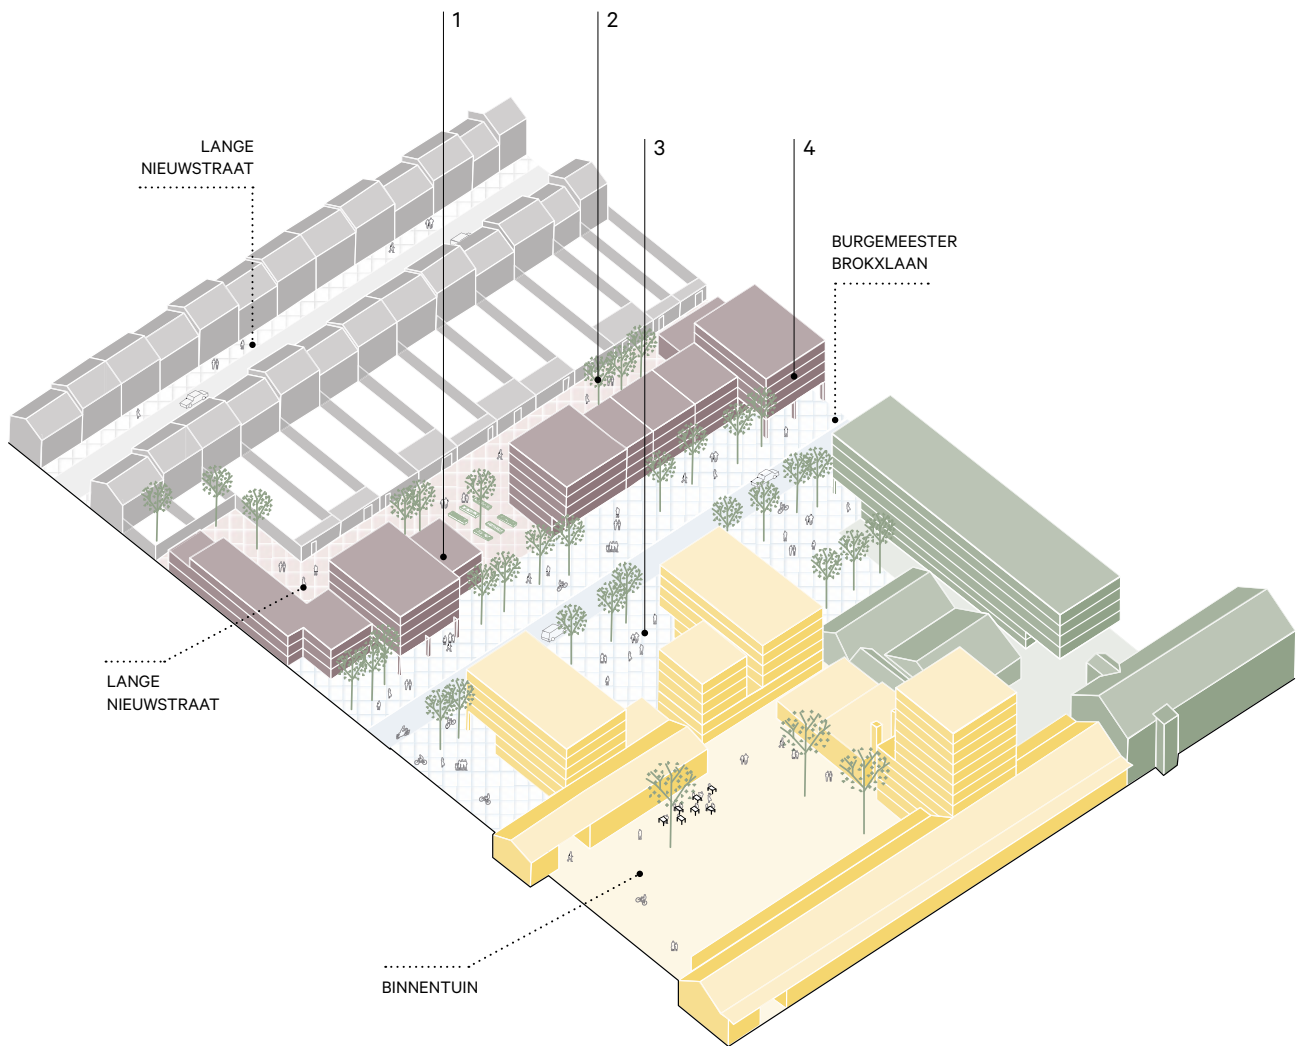 1
2
3
4
LANGE
NIEUWSTRAAT
BURGEMEESTER
BROKXLAAN
LANGE
NIEUWSTRAAT
BINNENTUIN